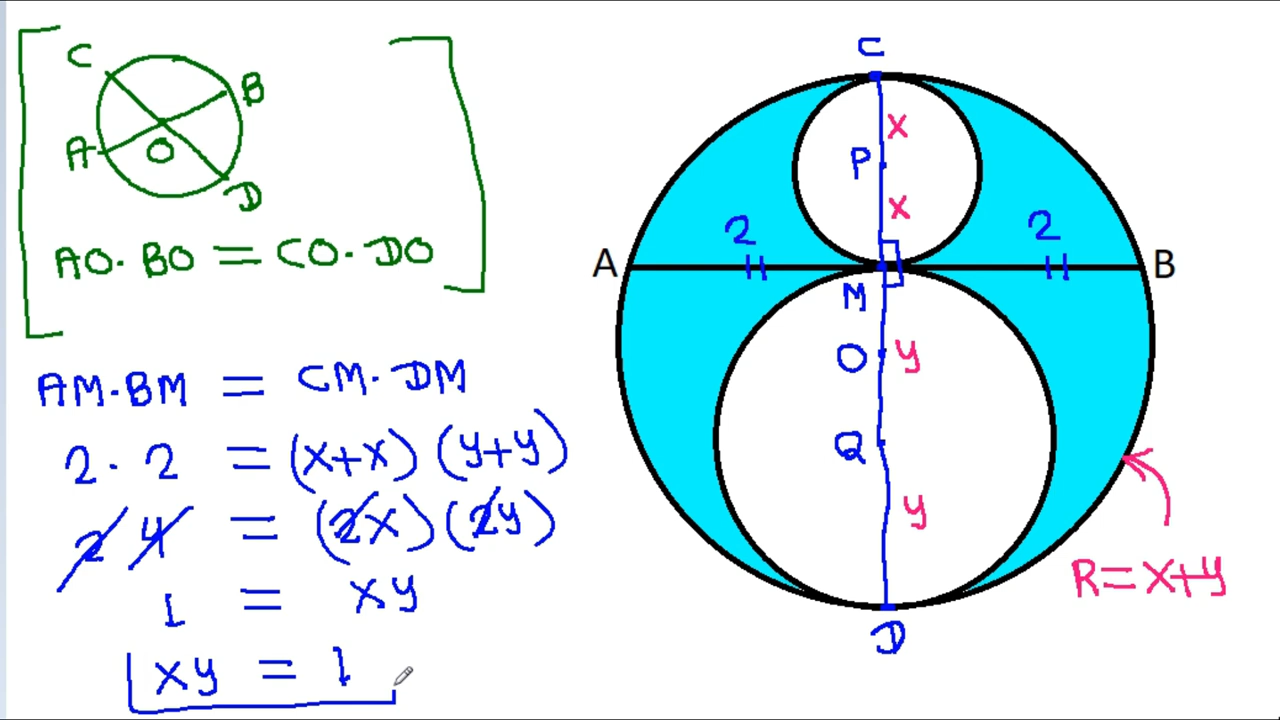 C
B
A
O
D
AO·BO = CO·DO
AM·BM = CM·DM
2·2 = (x+x)(y+y)
2 4 = (2x)(2y)
1 = xy
xy = 1
C
x
P
x
2
2
A
B
M
O
y
Q
y
R=x+y
D